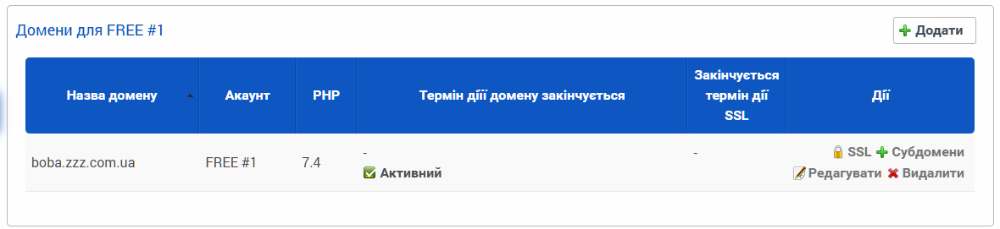 Домени для FREE #1
Додати
Назва домену
Акаунт
PHP
Термін діїї домену закінчується
Закінчується
термін дії
SSL
Дії
boba.zzz.com.ua
FREE #1
7.4
-
Активний
-
SSL Субдомени
Редагувати Видалити